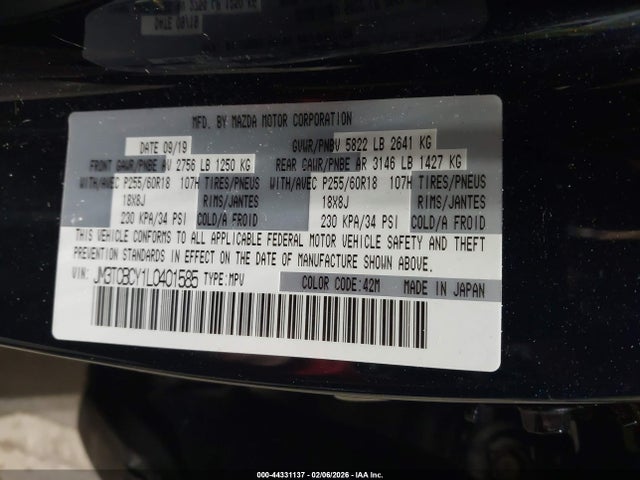 MFD. BY MAZDA MOTOR CORPORATION
DATE 09/19 GVWR/PNBV 5822 LB 2641 KG
FRONT GAWR/PNBE AV 2756 LB 1250 KG REAR GAWR/PNBE AR 3146 LB 1427 KG
WITH/AVEC P255/60R18 107H TIRES/PNEUS WITH/AVEC P255/60R18 107H TIRES/PNEUS
18X8J RIMS/JANTES 18X8J RIMS/JANTES
230 KPA/34 PSI COLD/A FROID 230 KPA/34 PSI COLD/A FROID
THIS VEHICLE CONFORMS TO ALL APPLICABLE FEDERAL MOTOR VEHICLE SAFETY AND THEFT
PREVENTION STANDARDS IN EFFECT ON THE DATE OF MANUFACTURE SHOWN ABOVE.
VIN: JM3TCBCY1L0401585 TYPE: MPV COLOR CODE: 42M MADE IN JAPAN
000-44331137 - 02/06/2026 - IAA Inc.